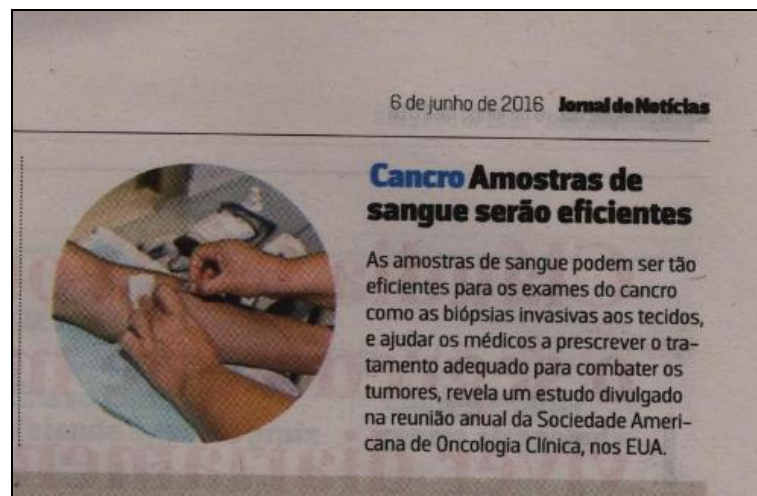 6 de junho de 2016 Jornal de Notícias
Cancro Amostras de
sangue serão eficientes
As amostras de sangue podem ser tão
eficientes para os exames do cancro
como as biópsias invasivas aos tecidos,
e ajudar os médicos a prescrever o tra-
tamento adequado para combater os
tumores, revela um estudo divulgado
na reunião anual da Sociedade Ameri-
cana de Oncologia Clínica, nos EUA.